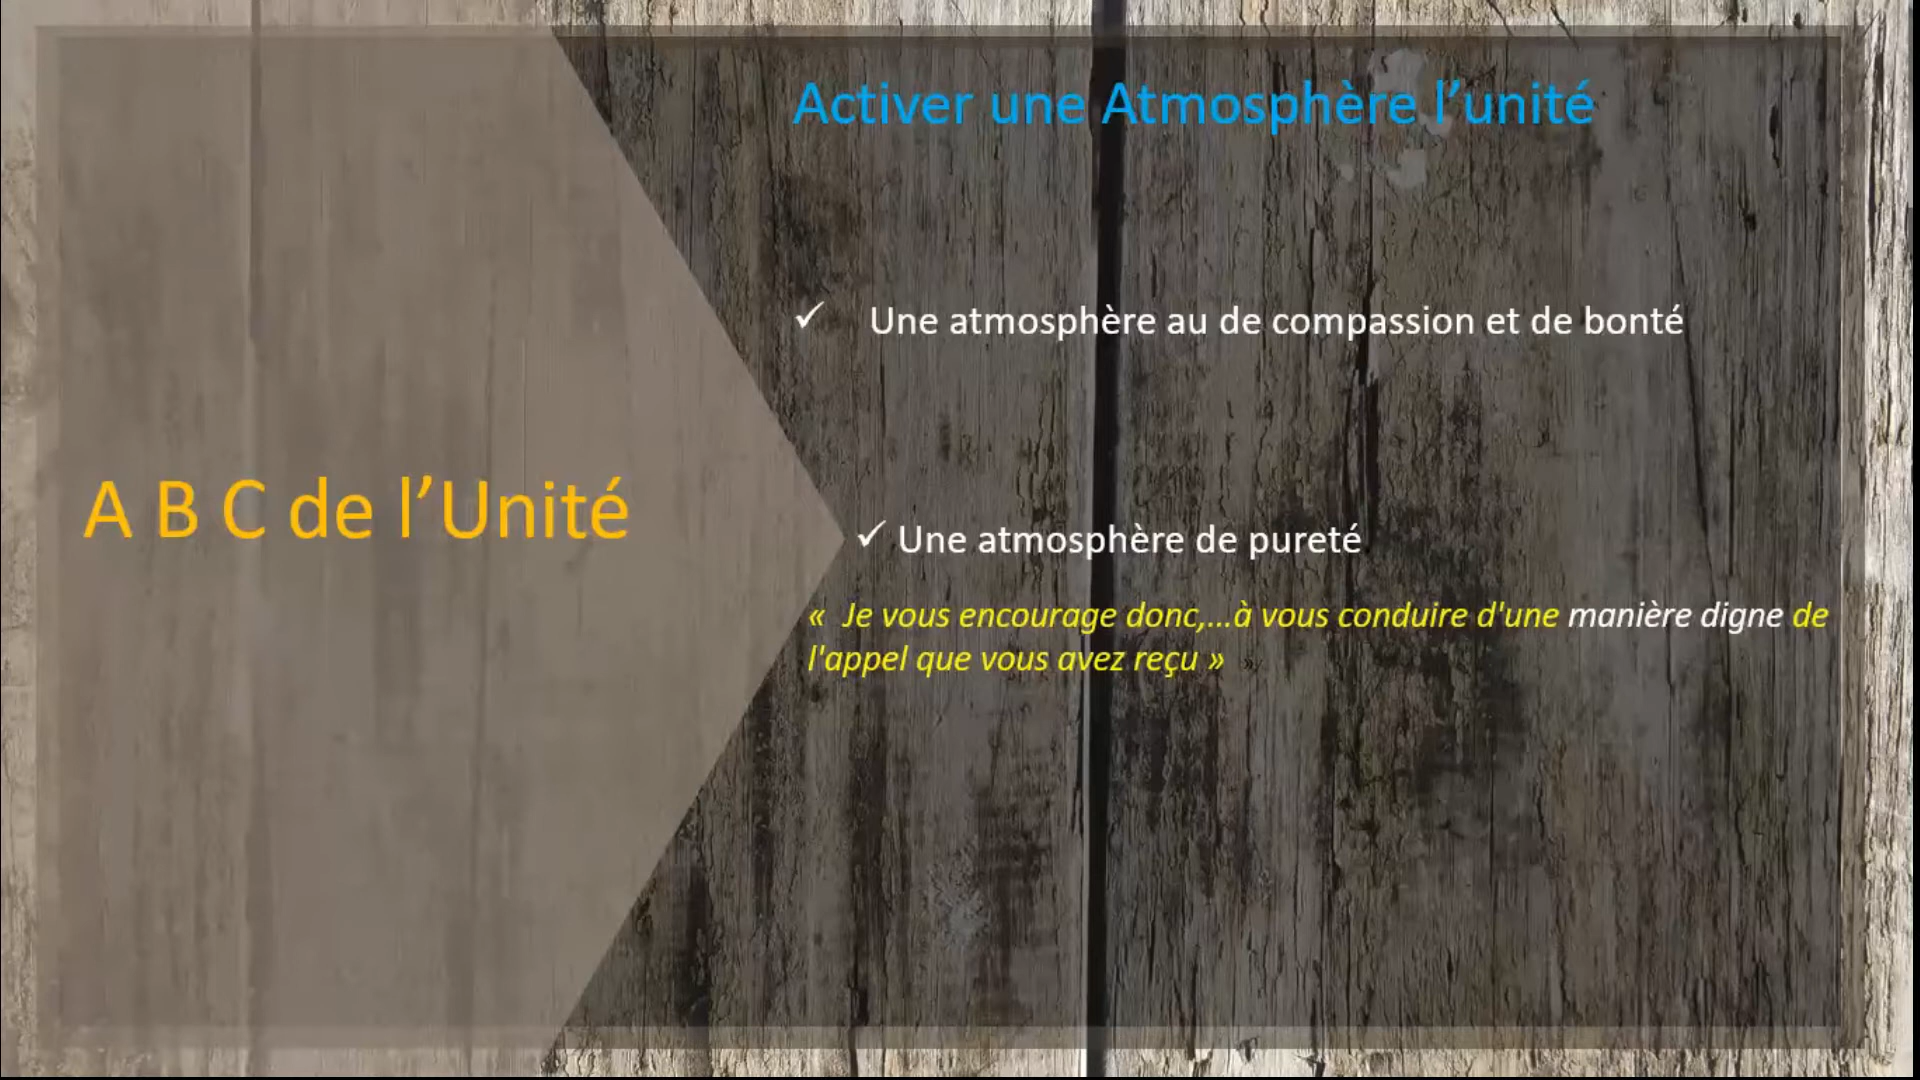 Activer une Atmosphère l’unité
✓ Une atmosphère au de compassion et de bonté
A B C de l’Unité
✓ Une atmosphère de pureté
« Je vous encourage donc,...à vous conduire d'une manière digne de
l'appel que vous avez reçu » »